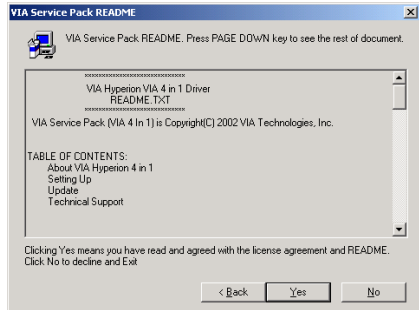 VIA Service Pack README
VIA Service Pack README. Press PAGE DOWN key to see the rest of document.
VIA Hyperion VIA 4 in 1 Driver
README.TXT
VIA Service Pack (VIA 4 In 1) is Copyright(C) 2002 VIA Technologies, Inc.
TABLE OF CONTENTS:
About VIA Hyperion 4 in 1
Setting Up
Update
Technical Support
Clicking Yes means you have read and agreed with the license agreement and README.
Click No to decline and Exit
< Back
Yes
No